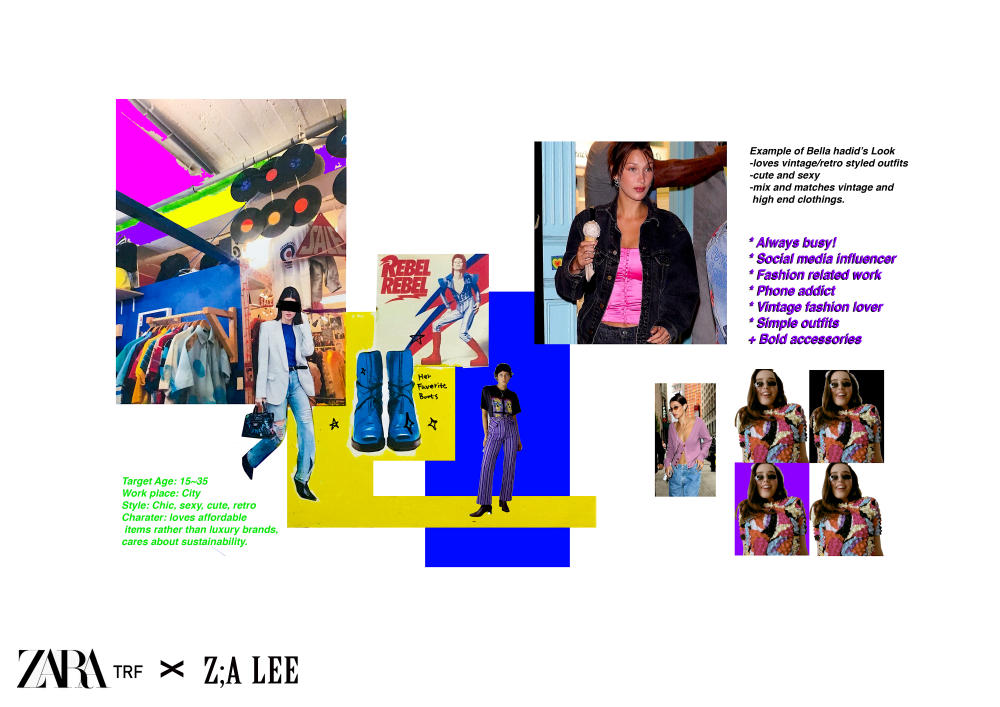 SALE
REBEL
REBEL
Her
Favorite
Boots
Target Age: 15~35
Work place: City
Style: Chic, sexy, cute, retro
Charater: loves affordable
items rather than luxury brands,
cares about sustainability.
Example of Bella hadid's Look
-loves vintage/retro styled outfits
-cute and sexy
-mix and matches vintage and
high end clothings.
* Always busy!
* Social media influencer
* Fashion related work
* Phone addict
* Vintage fashion lover
* Simple outfits
+ Bold accessories
ZARA TRF X Z;A LEE